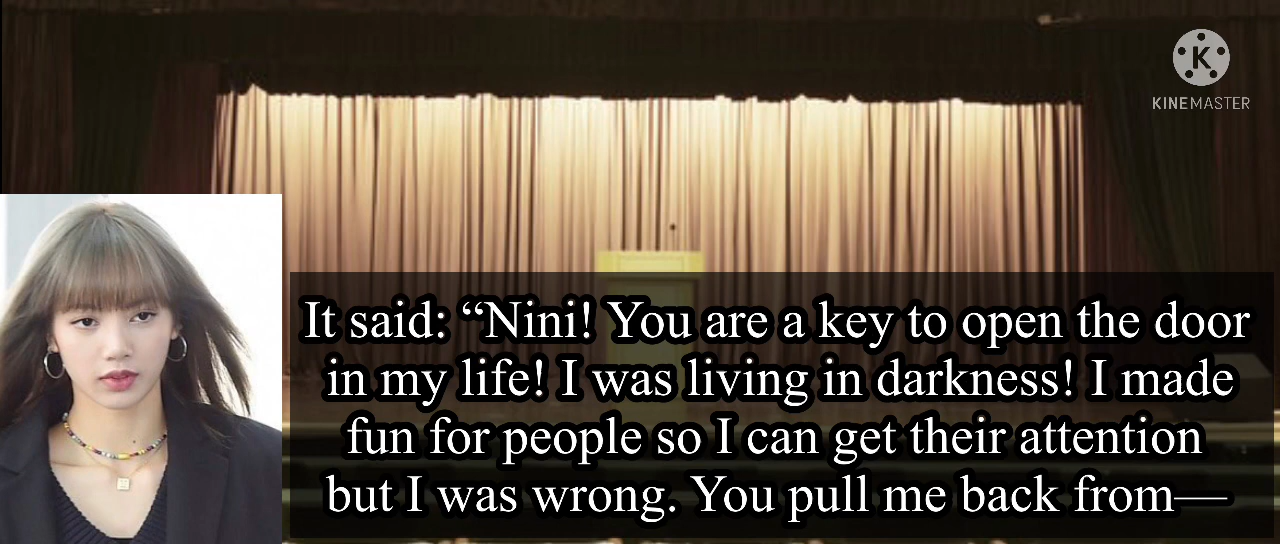 K
KINEMASTER
It said: “Nini! You are a key to open the door
in my life! I was living in darkness! I made
fun for people so I can get their attention
but I was wrong. You pull me back from—